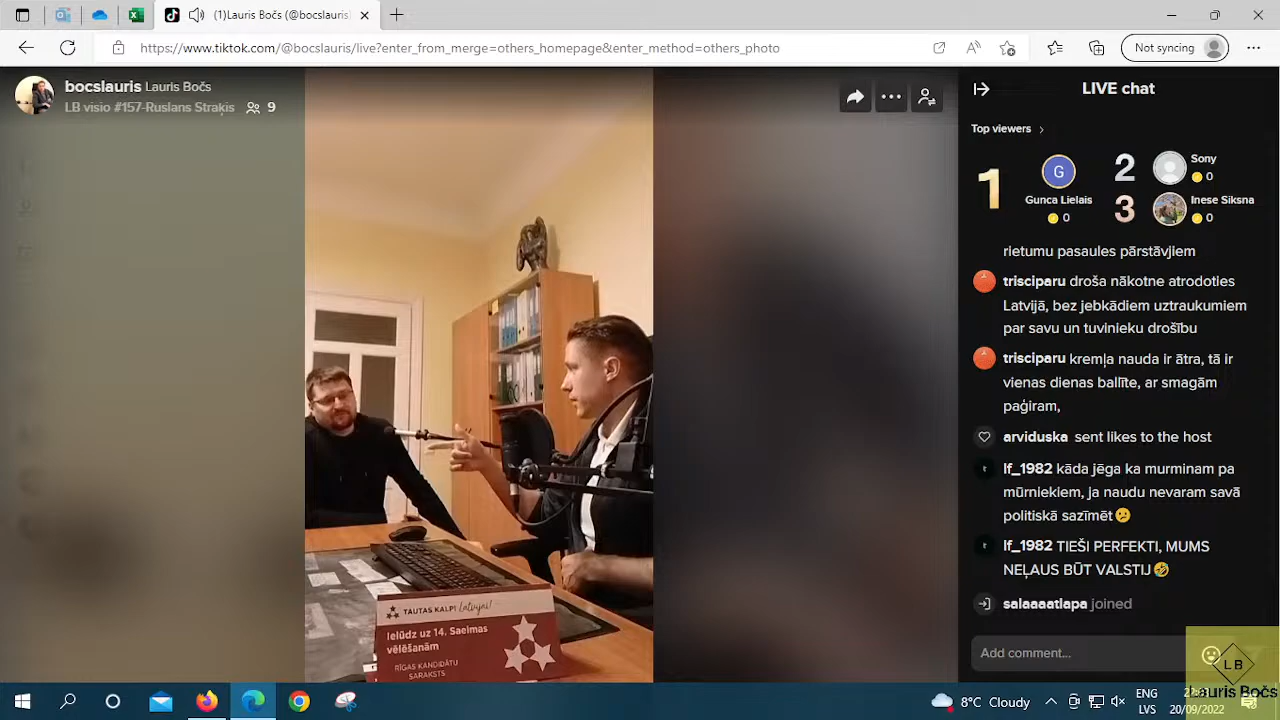 (1)Lauris Bočs (@bocslauris
https://www.tiktok.com/@bocslauris/live?enter_from_merge=others_homepage&enter_method=others_photo
Not syncing
bocslauris Lauris Bočs
LB visio #157-Ruslans Straķis 9
LIVE chat
Top viewers
1
G
Gunca Lielais
0
2
Sony
0
3
Inese Siksna
0
rietumu pasaules pārstāvljem
trisciparu droša nākotne atrodoties
Latvijā, bez jebkādiem uztraukumiem
par savu un tuvinieku drošību
trisciparu kremļa nauda ir ātra, tā ir
vienas dienas ballīte, ar smagām
paģiram,
arviduska sent likes to the host
lf_1982 kāda jēga ka murminam pa
mūrniekiem, ja naudu nevaram savā
politiskā sazīmēt
lf_1982 TIEŠI PERFEKTI, MUMS
NEĻAUS BŪT VALSTIJ
salaaaatlapa joined
Add comment...
TAUTAS KALPI Latvijai!
Ielūdz uz 14. Saeimas
vēlēšanām
RĪGAS KANDIDĀTU
SARAKSTS
LB
Lauris Bočs
8°C Cloudy
ENG
LVS
20/09/2022